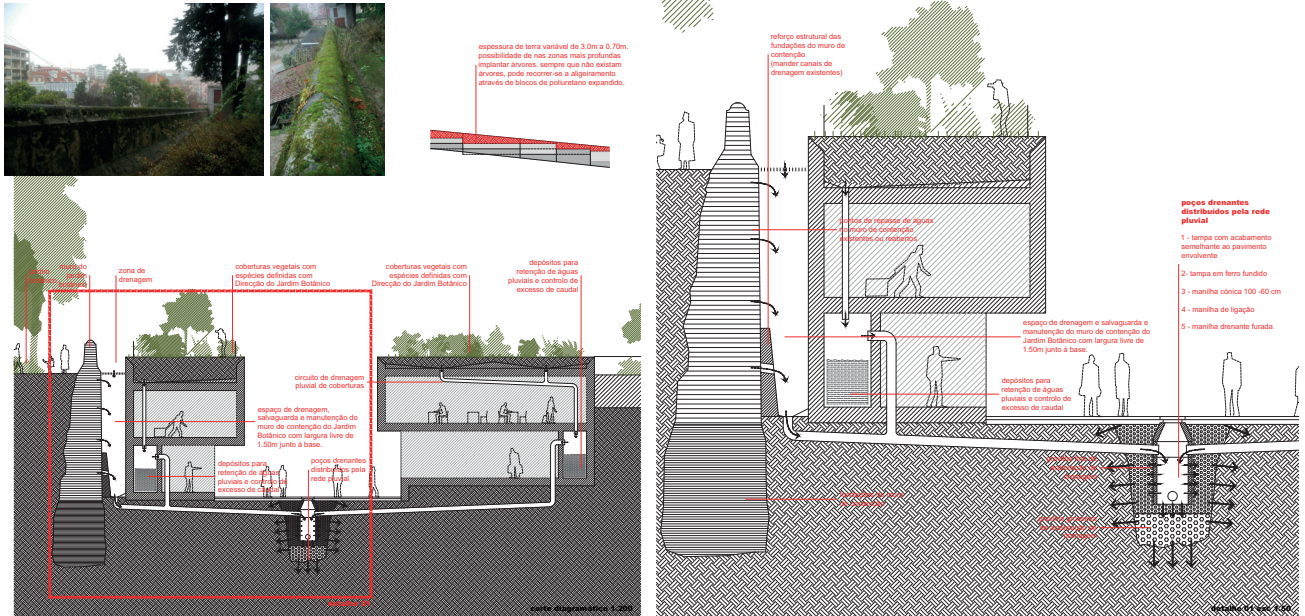 espessura de terra variável de 3.0m a 0.70m.
possibilidade de nas zonas mais profundas
implantar árvores. sempre que não existam
árvores, pode recorrer-se a aligeiramento
através de blocos de poliuretano expandido.
muro do
jardim
zona de
drenagem
coberturas vegetais com
espécies definidas com
Direcção do Jardim Botânico
coberturas vegetais com
espécies definidas com
Direcção do Jardim Botânico
depósitos para
retenção de águas
pluviais e controlo de
excesso de caudal
circuito de drenagem
pluvial de coberturas
espaço de drenagem,
salvaguarda e manutenção do
muro de contenção do Jardim
Botânico com largura livre de
1.50m junto à base.
depósitos para
retenção de águas
pluviais e controlo de
excesso de caudal
poços drenantes
distribuídos pela
rede pluvial
corte diagramático 1.200
reforço estrutural das
fundações do muro de
contenção
(mander canais de
drenagem existentes)
pontos de repasse de águas
no muro de contenção
existentes ou reabertos
espaço de drenagem e salvaguarda e
manutenção do muro de contenção do
Jardim Botânico com largura livre de
1.50m junto à base.
depósitos para
retenção de águas
pluviais e controlo de
excesso de caudal
poços drenantes
distribuídos pela rede
pluvial
1 - tampa com acabamento
semelhante ao pavimento
envolvente
2- tampa em ferro fundido
3 - manilha cónica 100 -60 cm
4 - manilha de ligação
5 - manilha drenante furada
detalhe 01 esc 1.50